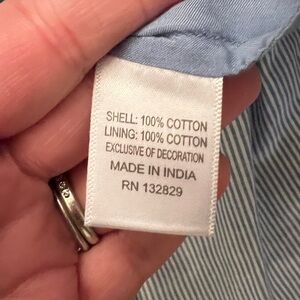 SHELL: 100% COTTON
LINING: 100% COTTON
EXCLUSIVE OF DECORATION
MADE IN INDIA
RN 132829